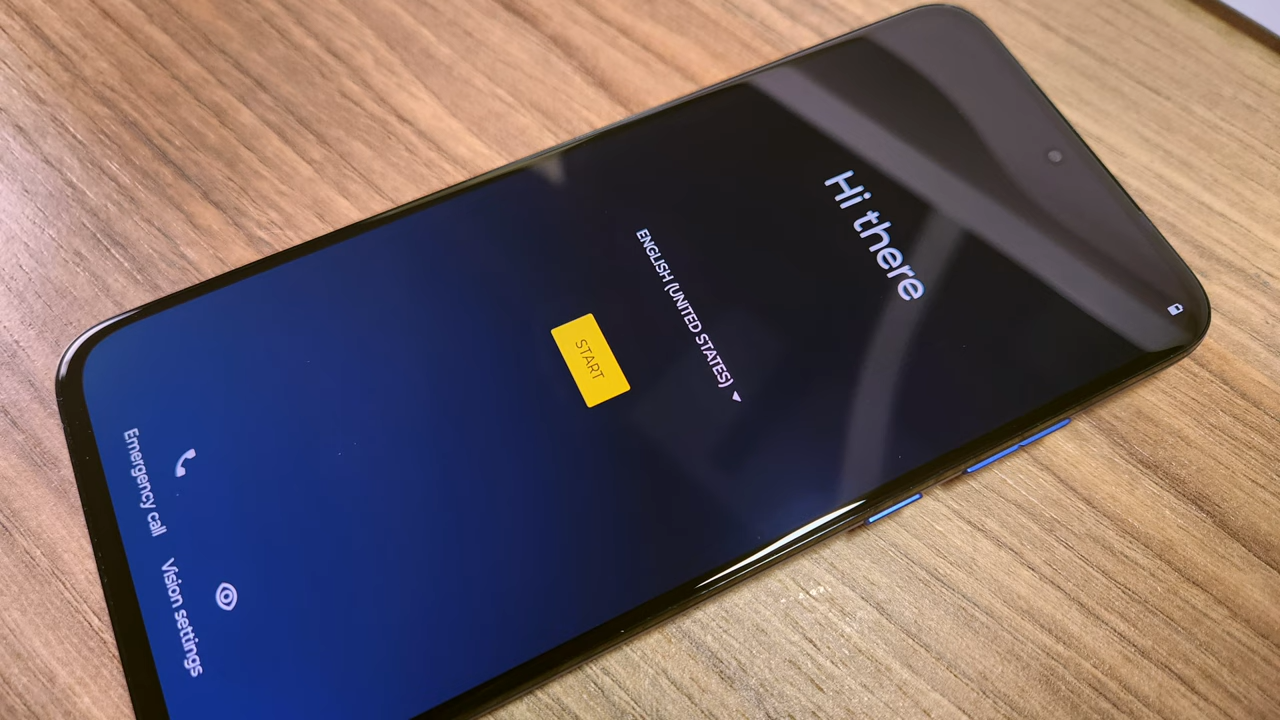 Hi there
ENGLISH (UNITED STATES)
START
Emergency call
Vision settings